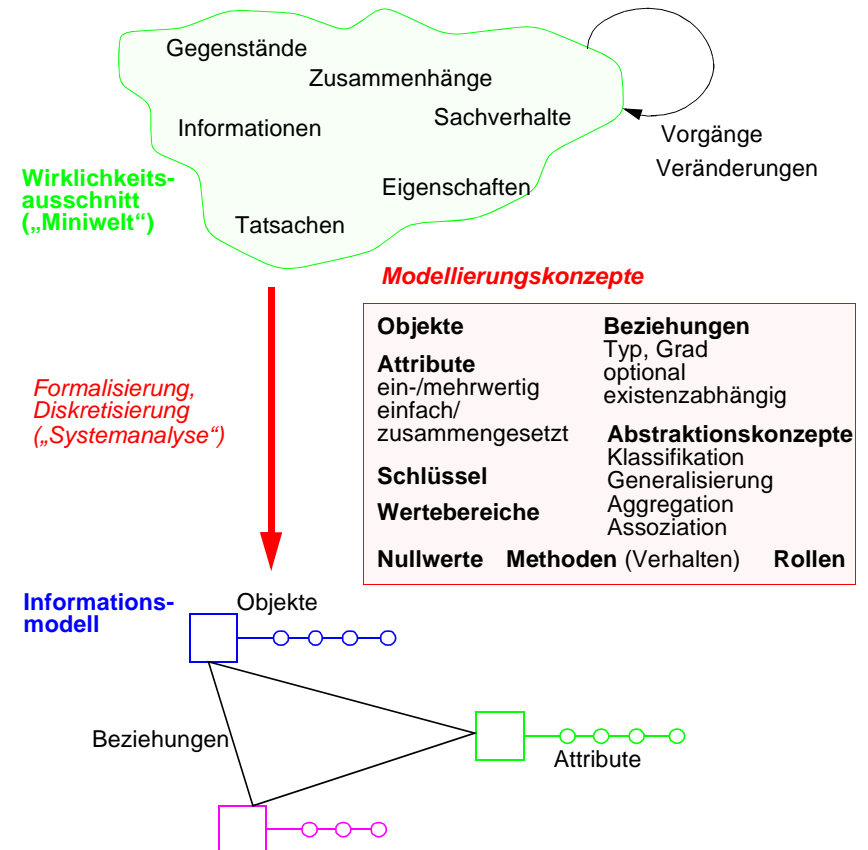 Gegenstände
Zusammenhänge
Informationen
Sachverhalte
Vorgänge
Veränderungen
Wirklichkeits-
ausschnitt
(„Miniwelt“)
Eigenschaften
Tatsachen
Modellierungskonzepte
Formalisierung,
Diskretisierung
(„Systemanalyse“)
Objekte
Attribute
ein-/mehrwertig
einfach/
zusammengesetzt
Schlüssel
Wertebereiche
Beziehungen
Typ, Grad
optional
existenzabhängig
Abstraktionskonzepte
Klassifikation
Generalisierung
Aggregation
Assoziation
Nullwerte Methoden (Verhalten) Rollen
Informations-
modell
Objekte
Beziehungen
Attribute